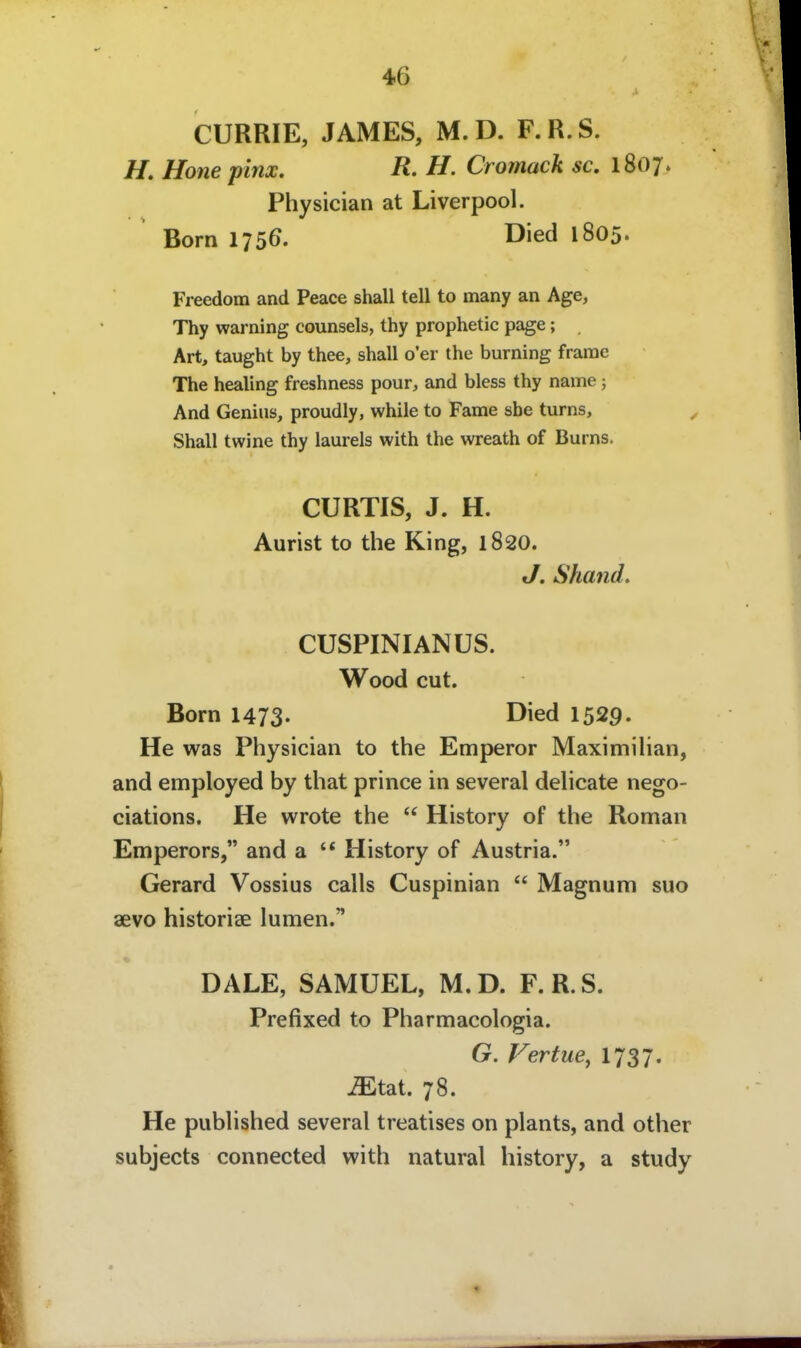 46
CURRIE, JAMES, M. D. F. R. S.
H. Hone pinx. R. H. Cromack sc. 1807.
Physician at Liverpool.
Born 1756. Died 1805.
Freedom and Peace shall tell to many an Age,
Thy warning counsels, thy prophetic page;
Art, taught by thee, shall o'er the burning frame
The healing freshness pour, and bless thy name;
And Genius, proudly, while to Fame she turns,
Shall twine thy laurels with the wreath of Burns.
CURTIS, J. H.
Aurist to the King, 1820.
J. Shand.
CUSPINIANUS.
Wood cut.
Born 1473. Died 1529.
He was Physician to the Emperor Maximilian,
and employed by that prince in several delicate nego-
ciations. He wrote the “ History of the Roman
Emperors,” and a “ History of Austria.”
Gerard Vossius calls Cuspinian “ Magnum suo
ævo historiæ lumen.”
DALE, SAMUEL, M. D. F. R. S.
Prefixed to Pharmacologia.
G. Vertue, 1737.
Ætat. 78.
He published several treatises on plants, and other
subjects connected with natural history, a study